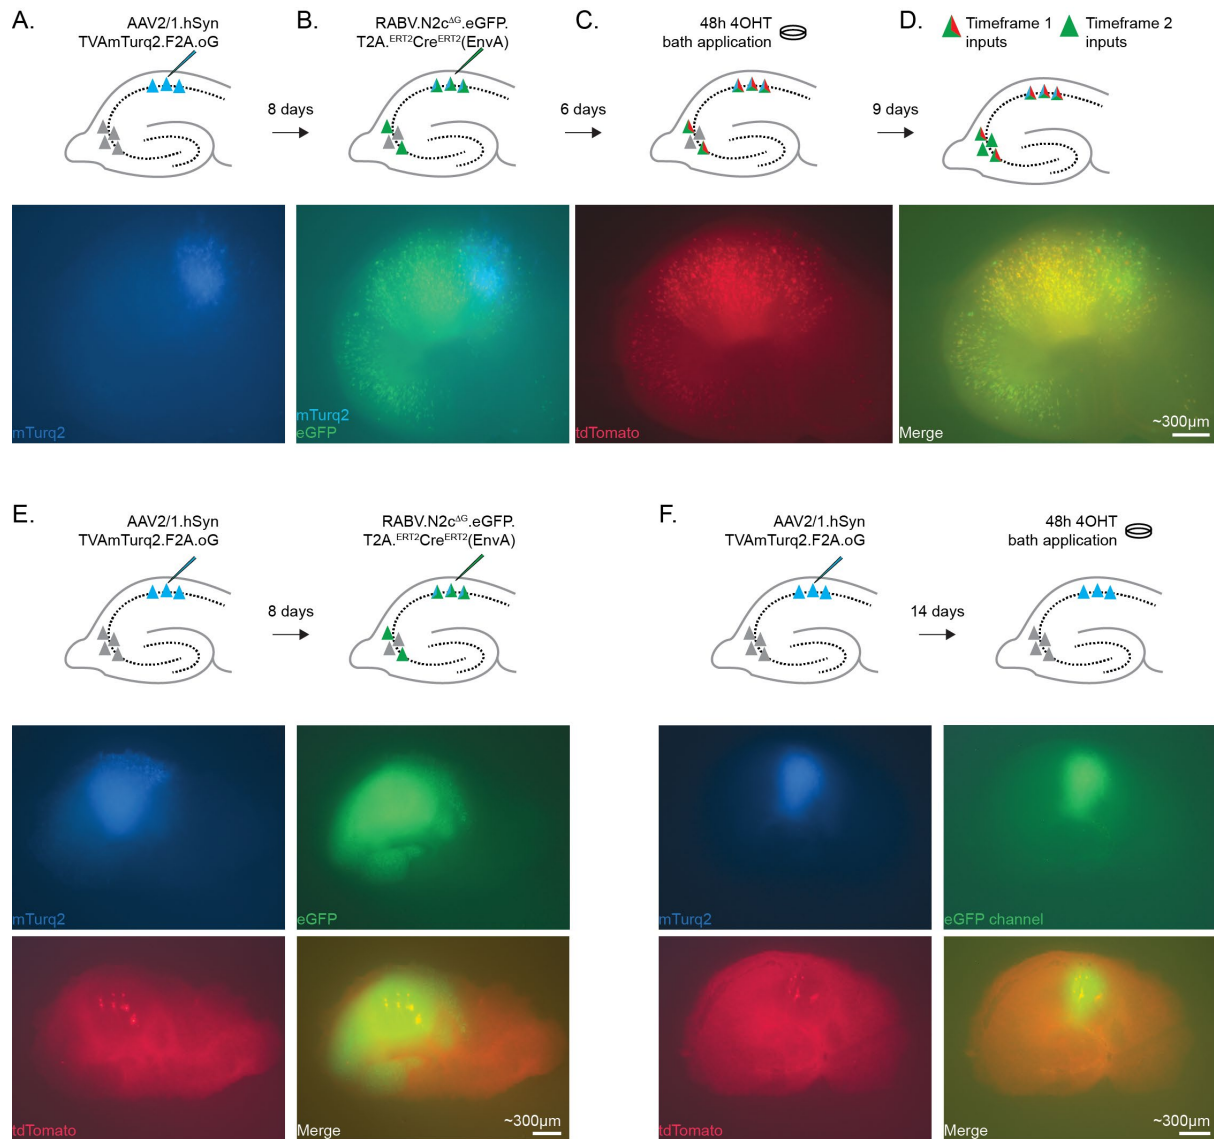 A.
AAV2/1.hSyn
TVAmTurq2.F2A.oG
8 days
B.
RABV.N2cΔG.eGFP.
T2A.ERT2CreERT2(EnvA)
6 days
C.
48h 4OHT
bath application
9 days
D.
Timeframe 1
inputs
Timeframe 2
inputs
mTurq2
mTurq2
eGFP
tdTomato
Merge
~300µm
E.
AAV2/1.hSyn
TVAmTurq2.F2A.oG
8 days
RABV.N2cΔG.eGFP.
T2A.ERT2CreERT2(EnvA)
F.
AAV2/1.hSyn
TVAmTurq2.F2A.oG
14 days
48h 4OHT
bath application
mTurq2
eGFP
mTurq2
eGFP channel
tdTomato
Merge
~300µm
tdTomato
Merge
~300µm